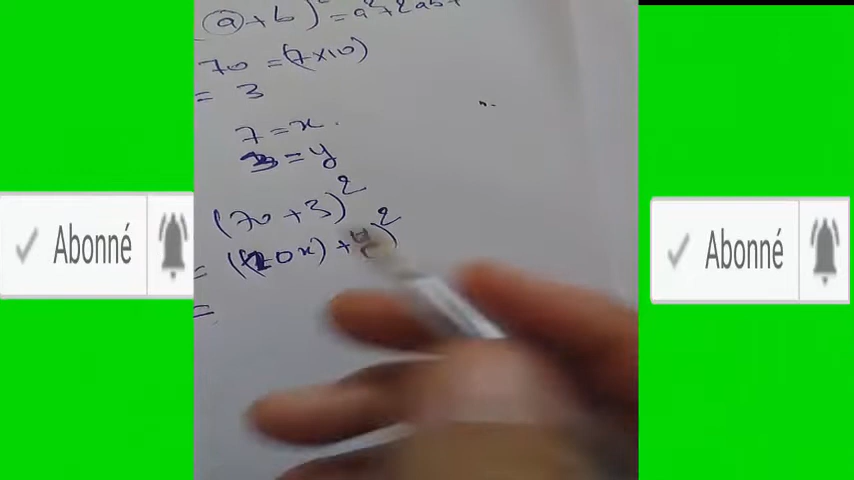 (a+b)² = a²+2ab+
70 = (7×10)
= 3
7 = x.
3 = y
(70+3)²
= ((10x)+y)²
=
Abonné
Abonné